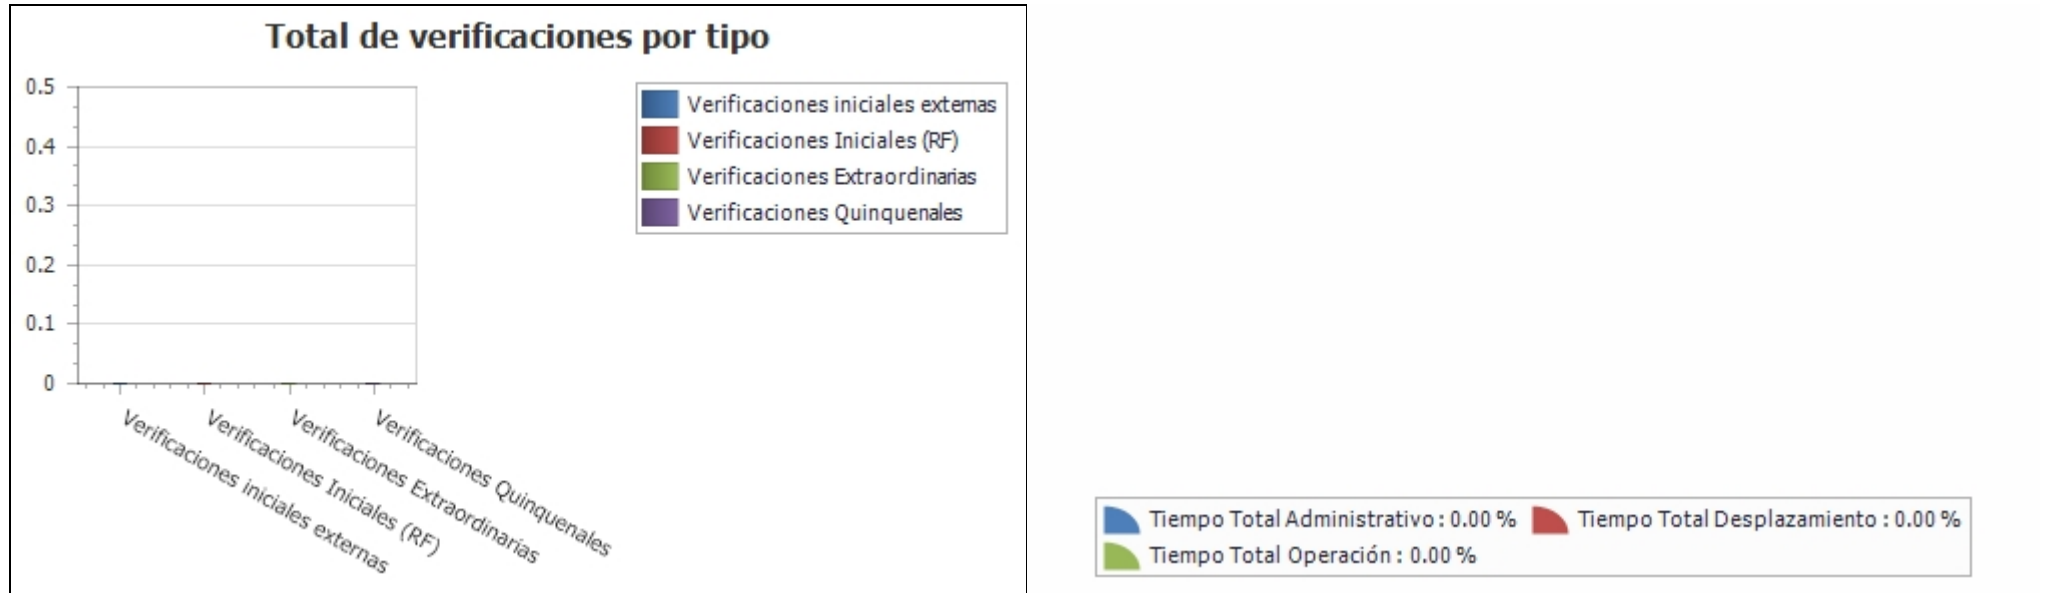 Total de verificaciones por tipo
0.5
0.4
0.3
0.2
0.1
0
Verificaciones iniciales externas
Verificaciones Iniciales (RF)
Verificaciones Extraordinarias
Verificaciones Quinquenales
Verificaciones iniciales externas
Verificaciones Iniciales (RF)
Verificaciones Extraordinarias
Verificaciones Quinquenales
Tiempo Total Administrativo : 0.00 % Tiempo Total Desplazamiento : 0.00 %
Tiempo Total Operación : 0.00 %